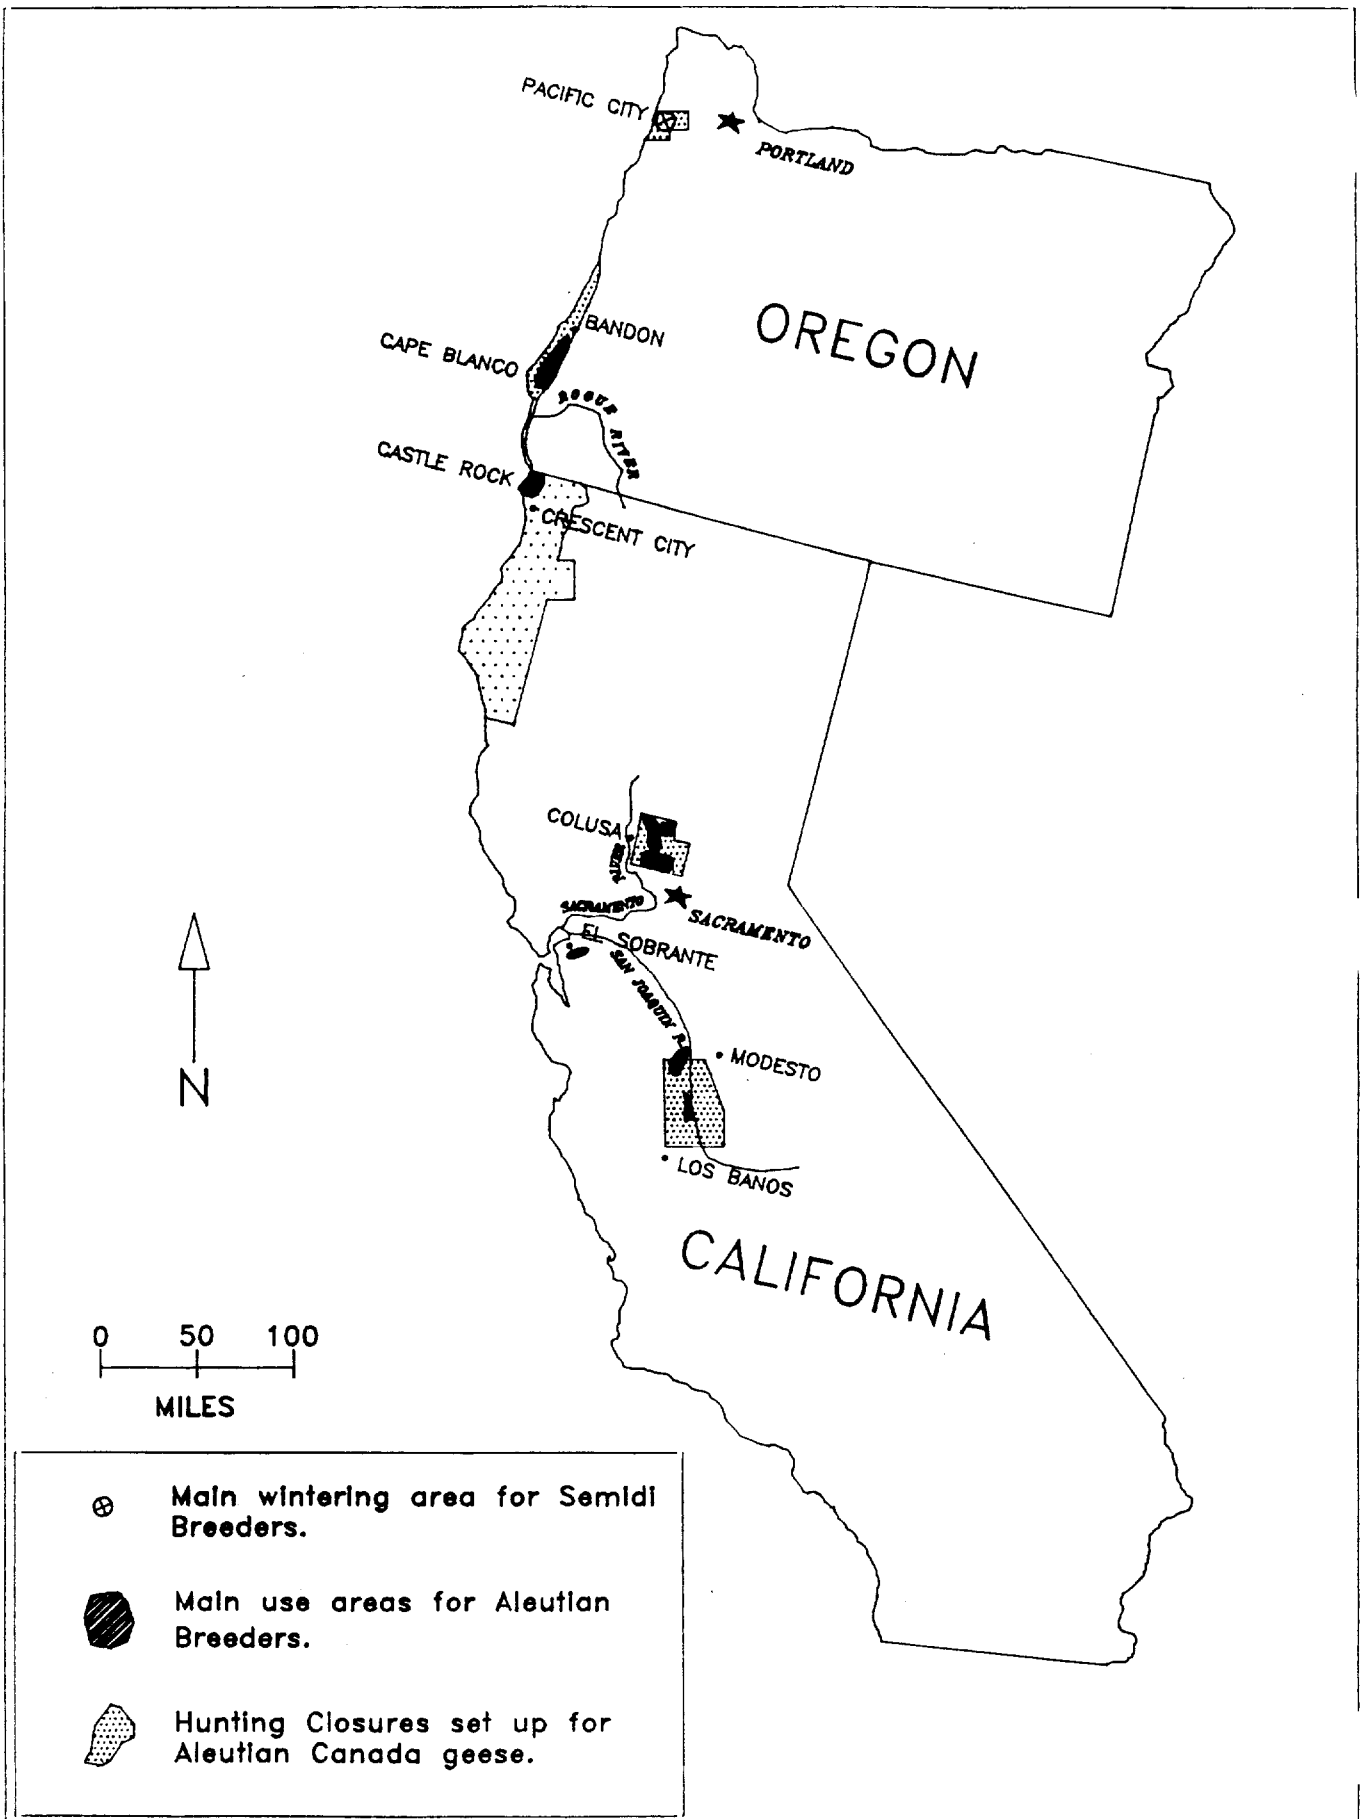 PACIFIC CITY
PORTLAND
OREGON
BANDON
CAPE BLANCO
ROGUE RIVER
CASTLE ROCK
CRESCENT CITY
COLUSA
RIVER
SACRAMENTO
SACRAMENTO
EL SOBRANTE
SAN JOAQUIN R.
MODESTO
N
LOS BANOS
CALIFORNIA
0 50 100
MILES
Main wintering area for Semidi
Breeders.
Main use areas for Aleutian
Breeders.
Hunting Closures set up for
Aleutian Canada geese.